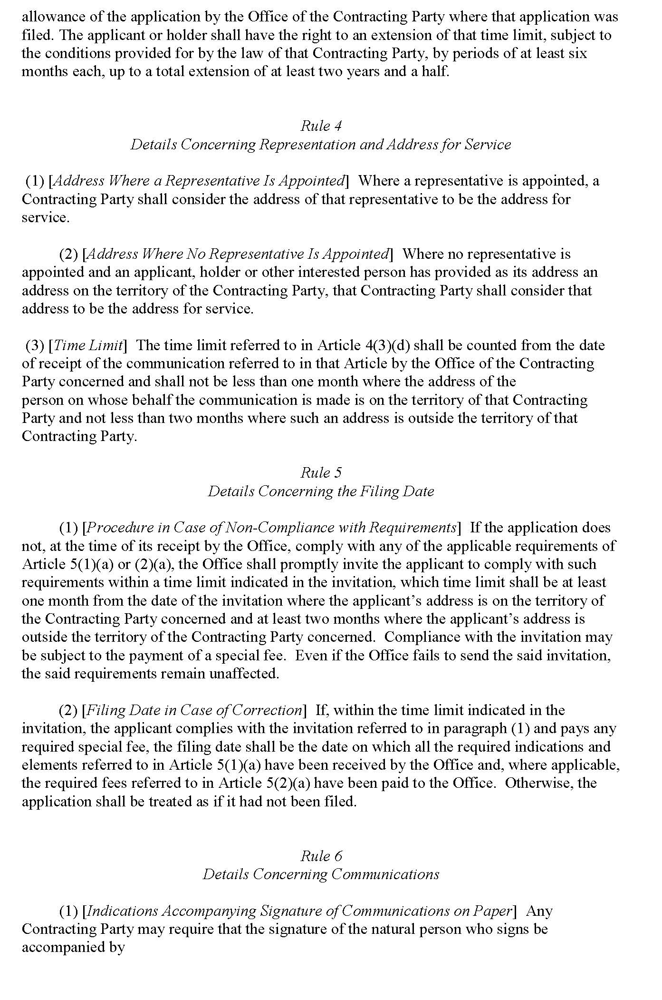 allowance of the application by the Office of the Contracting Party where that application was
filed. The applicant or holder shall have the right to an extension of that time limit, subject to
the conditions provided for by the law of that Contracting Party, by periods of at least six
months each, up to a total extension of at least two years and a half.
Rule 4
Details Concerning Representation and Address for Service
(1) [Address Where a Representative Is Appointed] Where a representative is appointed, a
Contracting Party shall consider the address of that representative to be the address for
service.
(2) [Address Where No Representative Is Appointed] Where no representative is
appointed and an applicant, holder or other interested person has provided as its address an
address on the territory of the Contracting Party, that Contracting Party shall consider that
address to be the address for service.
(3) [Time Limit] The time limit referred to in Article 4(3)(d) shall be counted from the date
of receipt of the communication referred to in that Article by the Office of the Contracting
Party concerned and shall not be less than one month where the address of the
person on whose behalf the communication is made is on the territory of that Contracting
Party and not less than two months where such an address is outside the territory of that
Contracting Party.
Rule 5
Details Concerning the Filing Date
(1) [Procedure in Case of Non-Compliance with Requirements] If the application does
not, at the time of its receipt by the Office, comply with any of the applicable requirements of
Article 5(1)(a) or (2)(a), the Office shall promptly invite the applicant to comply with such
requirements within a time limit indicated in the invitation, which time limit shall be at least
one month from the date of the invitation where the applicant’s address is on the territory of
the Contracting Party concerned and at least two months where the applicant’s address is
outside the territory of the Contracting Party concerned. Compliance with the invitation may
be subject to the payment of a special fee. Even if the Office fails to send the said invitation,
the said requirements remain unaffected.
(2) [Filing Date in Case of Correction] If, within the time limit indicated in the
invitation, the applicant complies with the invitation referred to in paragraph (1) and pays any
required special fee, the filing date shall be the date on which all the required indications and
elements referred to in Article 5(1)(a) have been received by the Office and, where applicable,
the required fees referred to in Article 5(2)(a) have been paid to the Office. Otherwise, the
application shall be treated as if it had not been filed.
Rule 6
Details Concerning Communications
(1) [Indications Accompanying Signature of Communications on Paper] Any
Contracting Party may require that the signature of the natural person who signs be
accompanied by